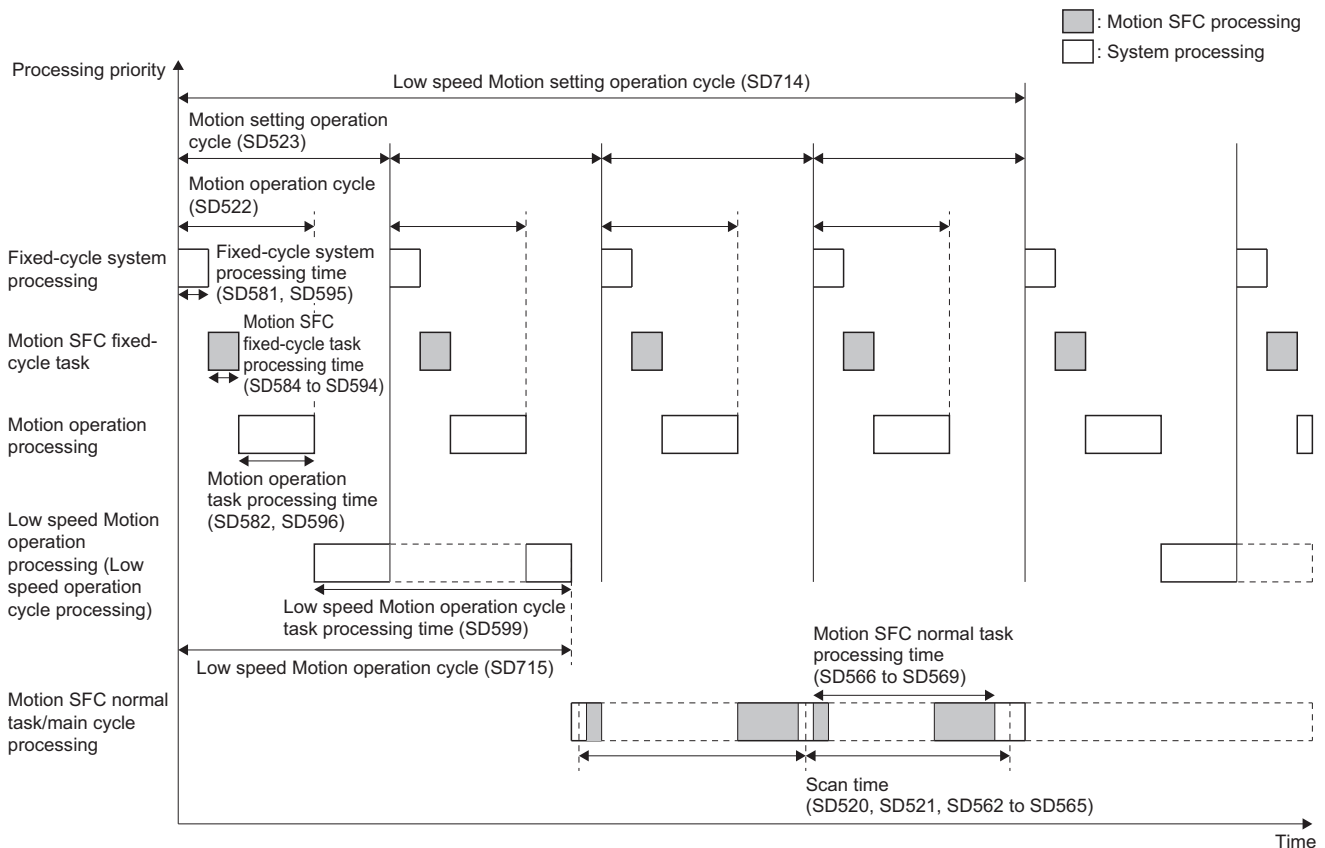 : Motion SFC processing
: System processing
Processing priority
Low speed Motion setting operation cycle (SD714)
Motion setting operation
cycle (SD523)
Motion operation cycle
(SD522)
Fixed-cycle system
processing
Fixed-cycle system
processing time
(SD581, SD595)
Motion SFC fixed-
cycle task
Motion SFC
fixed-cycle task
processing time
(SD584 to SD594)
Motion operation
processing
Motion operation
task processing time
(SD582, SD596)
Low speed Motion
operation
processing (Low
speed operation
cycle processing)
Low speed Motion operation cycle
task processing time (SD599)
Low speed Motion operation cycle (SD715)
Motion SFC normal task
processing time
(SD566 to SD569)
Motion SFC normal
task/main cycle
processing
Scan time
(SD520, SD521, SD562 to SD565)
Time